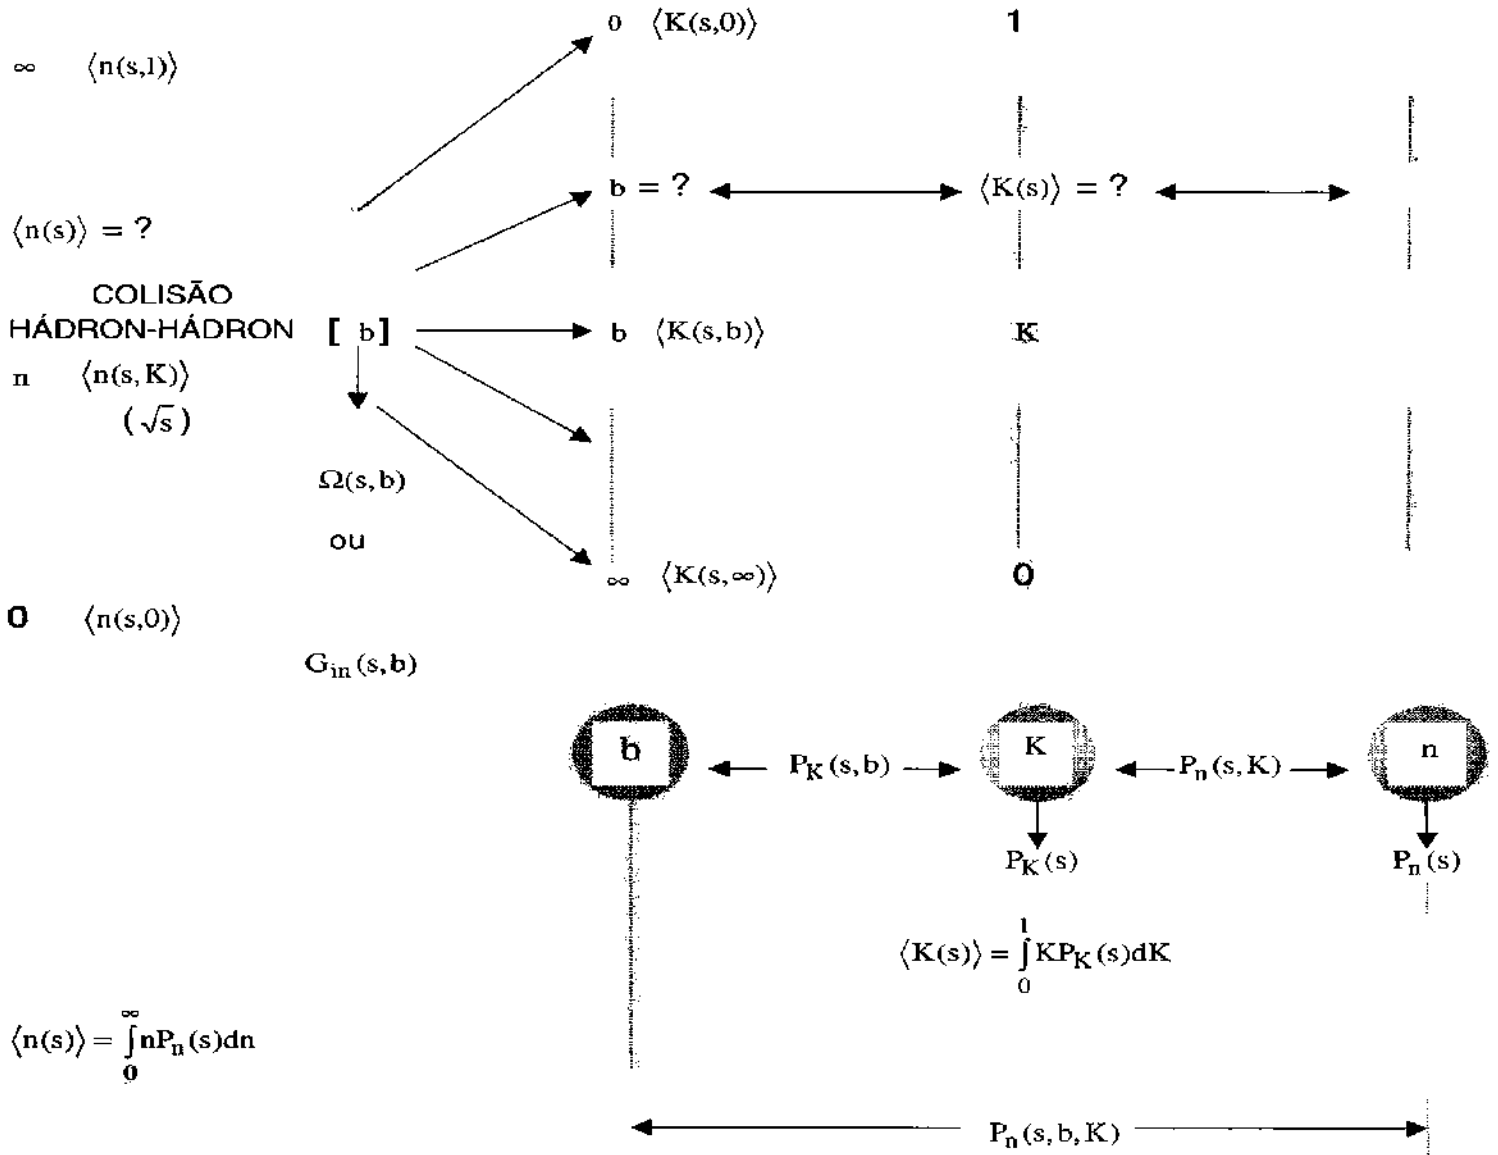 0 ⟨K(s,0)⟩ 1
∞ ⟨n(s,1)⟩
b = ? ⟨K(s)⟩ = ?
⟨n(s)⟩ = ?
COLISÃO
HÁDRON-HÁDRON [ b] b ⟨K(s,b)⟩ K
n ⟨n(s,K)⟩
(√s)
Ω(s,b)
ou
∞ ⟨K(s,∞)⟩ 0
0 ⟨n(s,0)⟩
G_in(s,b)
b P_K(s,b) K P_n(s,K) n
P_K(s) P_n(s)
⟨K(s)⟩ = ∫_0^1 KP_K(s)dK
⟨n(s)⟩ = ∫_0^∞ nP_n(s)dn
P_n(s,b,K)